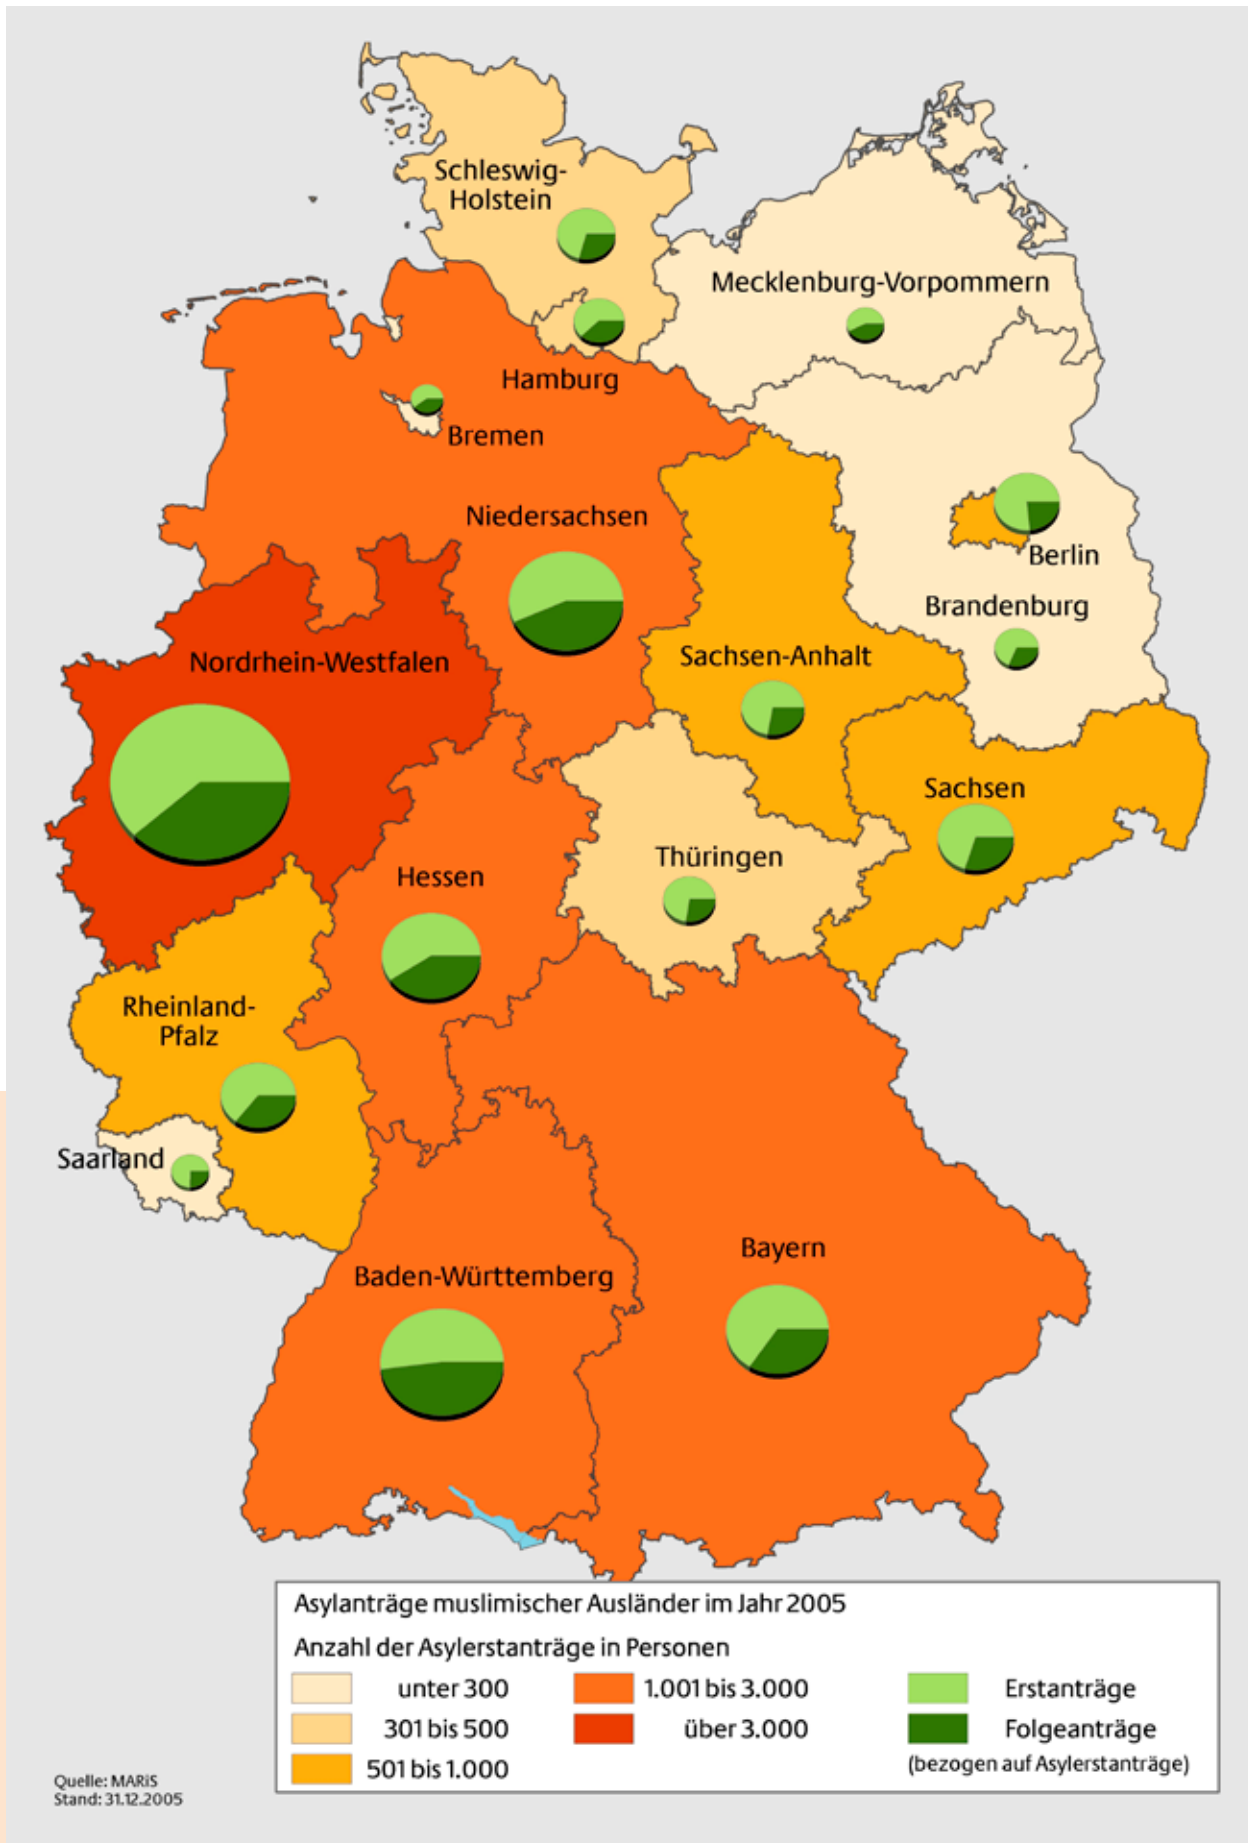 Schleswig-
Holstein
Mecklenburg-Vorpommern
Hamburg
Bremen
Niedersachsen
Berlin
Brandenburg
Nordrhein-Westfalen
Sachsen-Anhalt
Sachsen
Thüringen
Hessen
Rheinland-
Pfalz
Saarland
Bayern
Baden-Württemberg
Asylanträge muslimischer Ausländer im Jahr 2005
Anzahl der Asylerstanträge in Personen
unter 300
301 bis 500
501 bis 1.000
1.001 bis 3.000
über 3.000
Erstanträge
Folgeanträge
(bezogen auf Asylerstanträge)
Quelle: MARiS
Stand: 31.12.2005